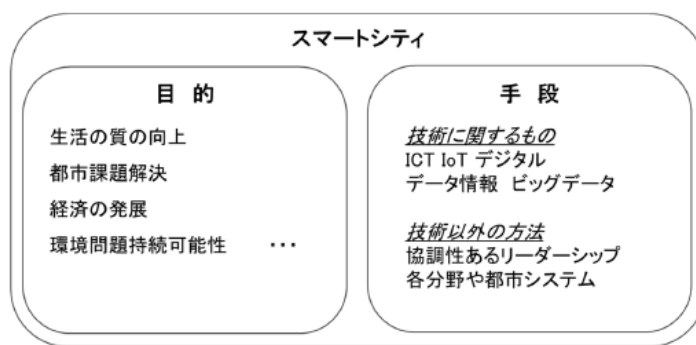 スマートシティ
目 的
生活の質の向上
都市課題解決
経済の発展
環境問題持続可能性 ・・・
手 段
技術に関するもの
ICT IoT デジタル
データ情報 ビッグデータ
技術以外の方法
協調性あるリーダーシップ
各分野や都市システム